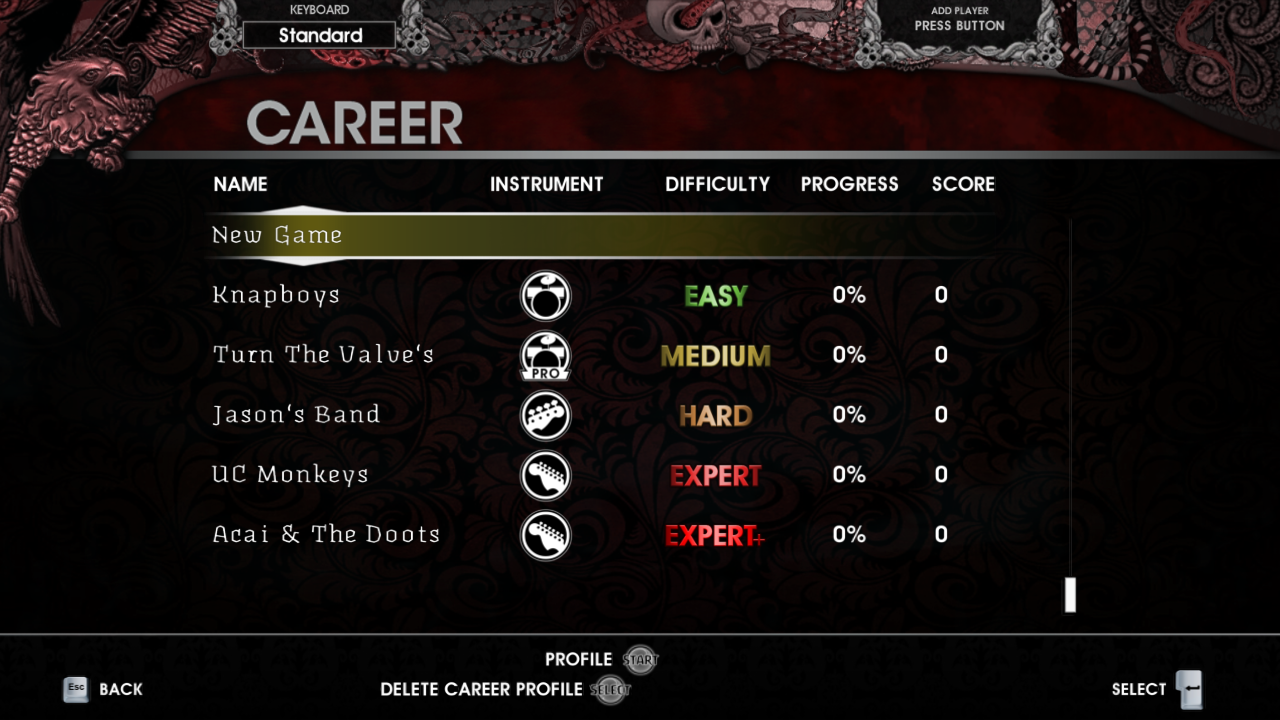 KEYBOARD
Standard
ADD PLAYER
PRESS BUTTON
CAREER
NAME INSTRUMENT DIFFICULTY PROGRESS SCORE
New Game
Knapboys EASY 0% 0
Turn The Valve's PRO MEDIUM 0% 0
Jason's Band HARD 0% 0
UC Monkeys EXPERT 0% 0
Acai & The Doots EXPERT+ 0% 0
PROFILE START
Esc BACK DELETE CAREER PROFILE SELECT SELECT